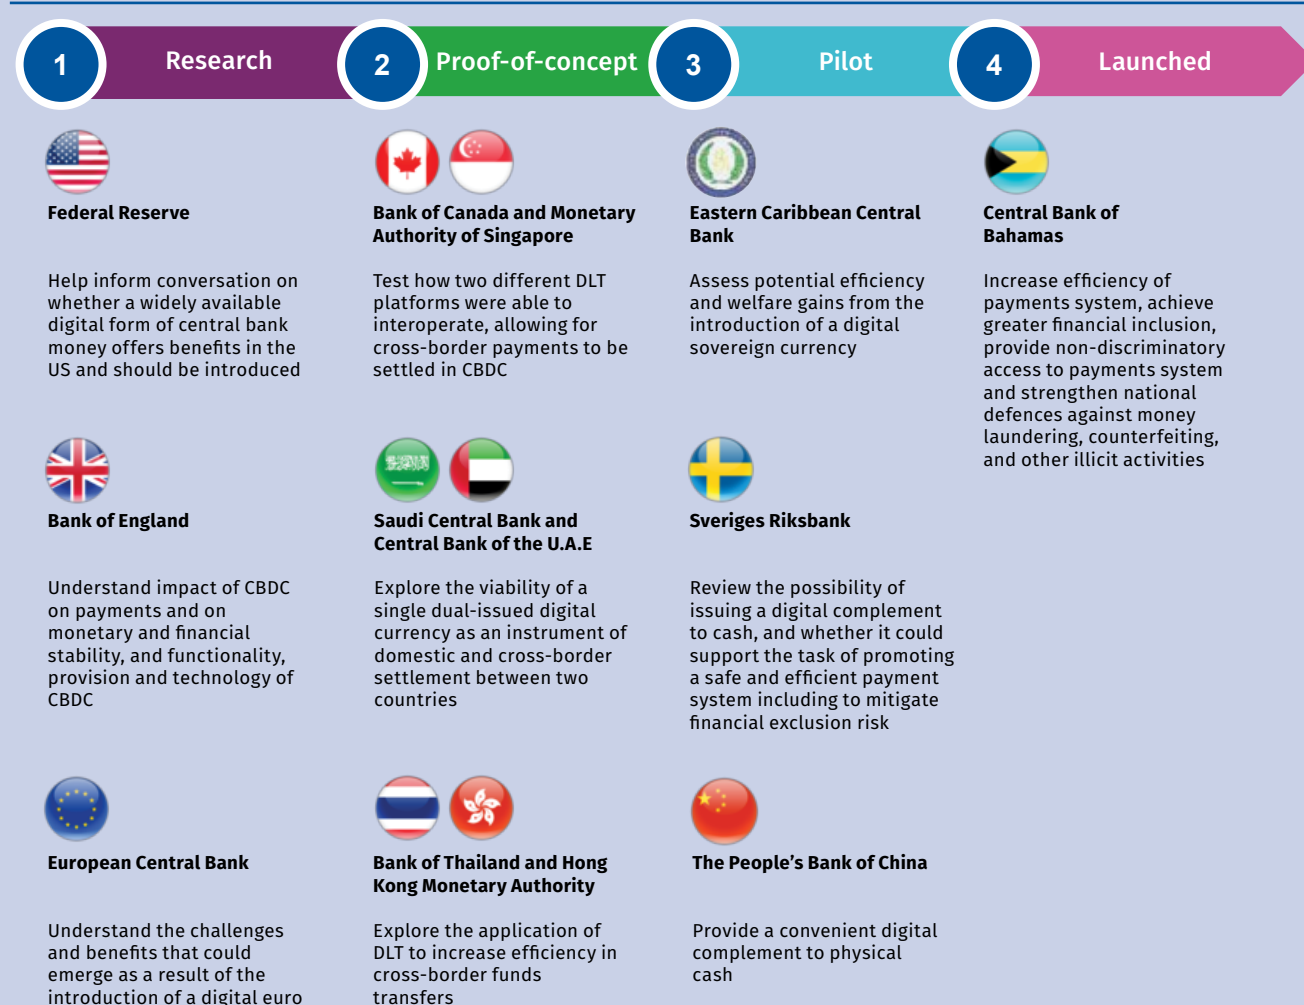 1
Research
2
Proof-of-concept
3
Pilot
4
Launched
Federal Reserve
Help inform conversation on
whether a widely available
digital form of central bank
money offers benefits in the
US and should be introduced
Bank of England
Understand impact of CBDC
on payments and on
monetary and financial
stability, and functionality,
provision and technology of
CBDC
European Central Bank
Understand the challenges
and benefits that could
emerge as a result of the
introduction of a digital euro
Bank of Canada and Monetary
Authority of Singapore
Test how two different DLT
platforms were able to
interoperate, allowing for
cross-border payments to be
settled in CBDC
Saudi Central Bank and
Central Bank of the U.A.E
Explore the viability of a
single dual-issued digital
currency as an instrument of
domestic and cross-border
settlement between two
countries
Bank of Thailand and Hong
Kong Monetary Authority
Explore the application of
DLT to increase efficiency in
cross-border funds
transfers
Eastern Caribbean Central
Bank
Assess potential efficiency
and welfare gains from the
introduction of a digital
sovereign currency
Sveriges Riksbank
Review the possibility of
issuing a digital complement
to cash, and whether it could
support the task of promoting
a safe and efficient payment
system including to mitigate
financial exclusion risk
The People's Bank of China
Provide a convenient digital
complement to physical
cash
Central Bank of
Bahamas
Increase efficiency of
payments system, achieve
greater financial inclusion,
provide non-discriminatory
access to payments system
and strengthen national
defences against money
laundering, counterfeiting,
and other illicit activities